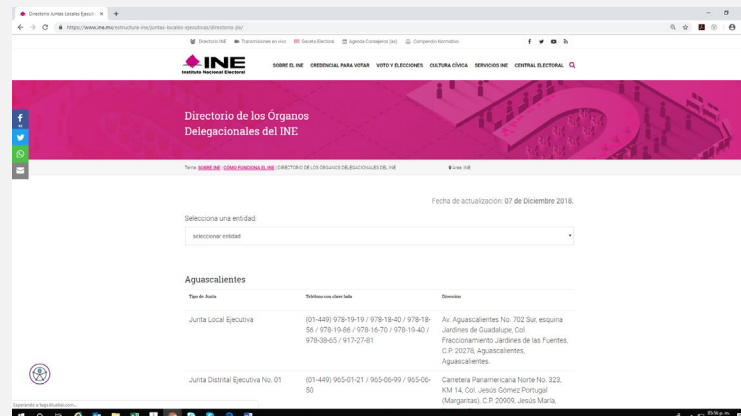 Directorio Juntas Locales Ejecuti
https://www.ine.mx/estructura-ine/juntas-locales-ejecutivas/directorio-jle/
Directorio INE Transmisiones en vivo Gaceta Electoral Agenda Consejeros (as) Compendio Normativo
INE
Instituto Nacional Electoral
SOBRE EL INE CREDENCIAL PARA VOTAR VOTO Y ELECCIONES CULTURA CÍVICA SERVICIOS INE CENTRAL ELECTORAL
Directorio de los Órganos
Delegacionales del INE
Tema: SOBRE INE | CÓMO FUNCIONA EL INE | DIRECTORIO DE LOS ÓRGANOS DELEGACIONALES DEL INE Área: INE
Fecha de actualización: 07 de Diciembre 2018.
Selecciona una entidad:
seleccionar entidad
Aguascalientes
Tipo de Junta Teléfono con clave lada Dirección
Junta Local Ejecutiva (01-449) 978-19-19 / 978-18-40 / 978-18- Av. Aguascalientes No. 702 Sur, esquina
56 / 978-19-86 / 978-16-70 / 978-19-40 / Jardines de Guadalupe, Col.
978-38-65 / 917-27-81 Fraccionamiento Jardines de las Fuentes,
C.P. 20278, Aguascalientes,
Aguascalientes.
Junta Distrital Ejecutiva No. 01 (01-449) 965-01-21 / 965-06-99 / 965-06- Carretera Panamericana Norte No. 323,
50 KM 14, Col. Jesús Gómez Portugal
(Margaritas), C.P. 20909, Jesús María,
Esperando a tags.bluekai.com...
05:56 p. m.